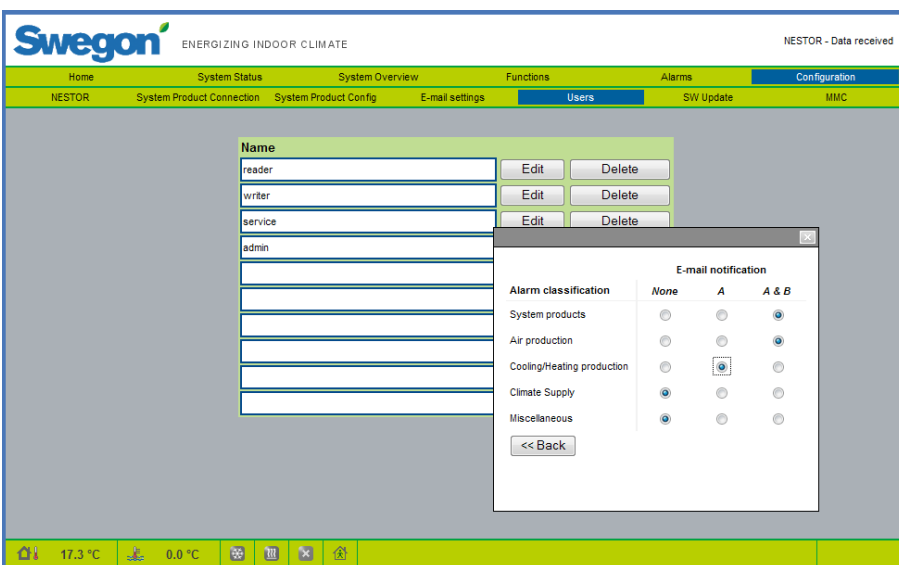 Swegon ENERGIZING INDOOR CLIMATE NESTOR - Data received
Home System Status System Overview Functions Alarms Configuration
NESTOR System Product Connection System Product Config E-mail settings Users SW Update MMC
Name
reader Edit Delete
writer Edit Delete
service Edit Delete
admin
E-mail notification
Alarm classification None A A & B
System products
Air production
Cooling/Heating production
Climate Supply
Miscellaneous
<< Back
17.3 °C 0.0 °C